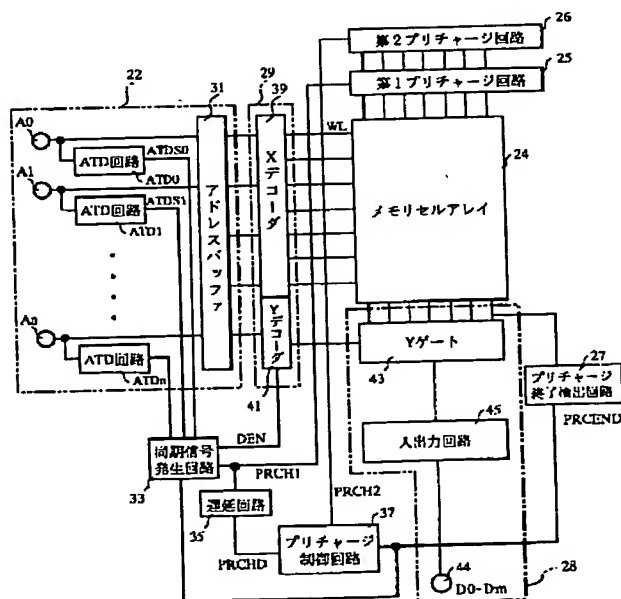 26
第2プリチャージ回路
25
第1プリチャージ回路
22
31
29
39
A0
ATDS0
ATD回路
ATD0
A1
ATDS1
ATD回路
ATD1
An
ATD回路
ATDn
アドレスバッファ
Xデコーダ
Yデコーダ
41
WL
24
メモリセルアレイ
Yゲート
43
27
プリチャージ
終了検出回路
PRCEND
45
入出力回路
DEN
同期信号
発生回路
33
PRCH1
遅延回路
35
PRCH2
37
プリチャージ
制御回路
PRCHD
44
D0-Dm
28